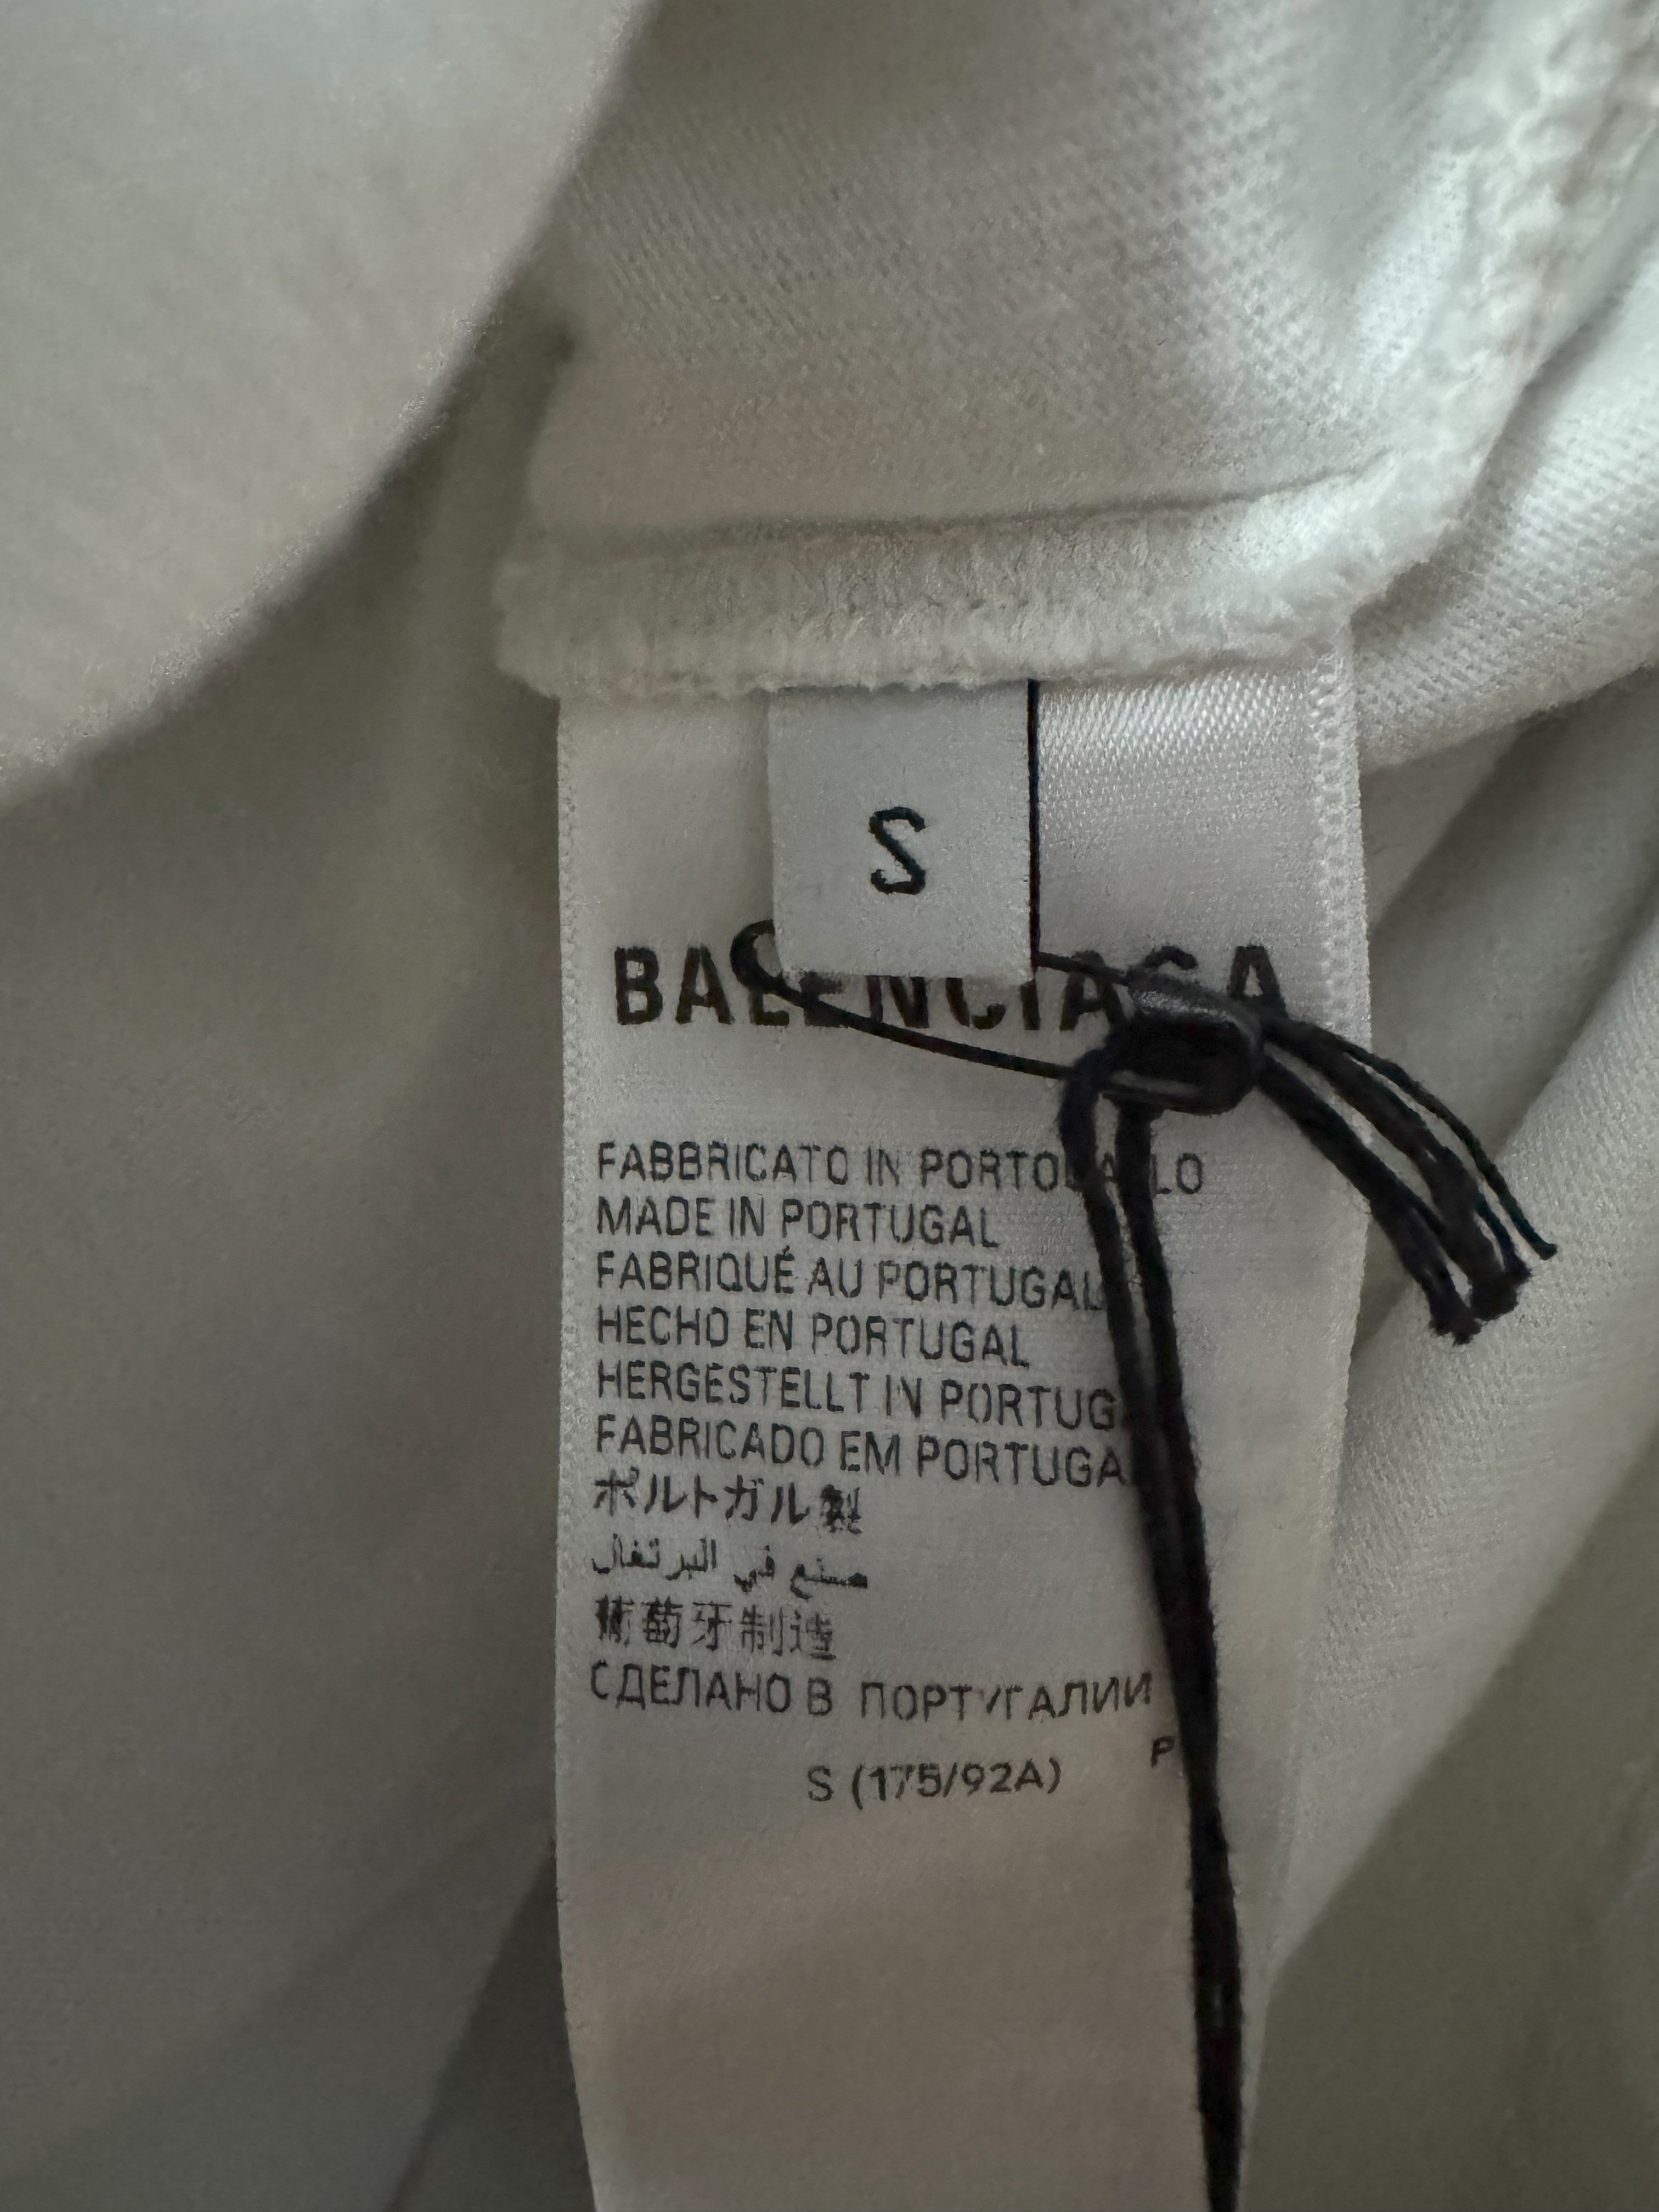 S
BALENCIAGA
FABBRICATO IN PORTOGALLO
MADE IN PORTUGAL
FABRIQUÉ AU PORTUGAL
HECHO EN PORTUGAL
HERGESTELLT IN PORTUGAL
FABRICADO EM PORTUGAL
ポルトガル製
صنع في البرتغال
葡萄牙制造
СДЕЛАНО В ПОРТУГАЛИИ
P
S (175/92A)